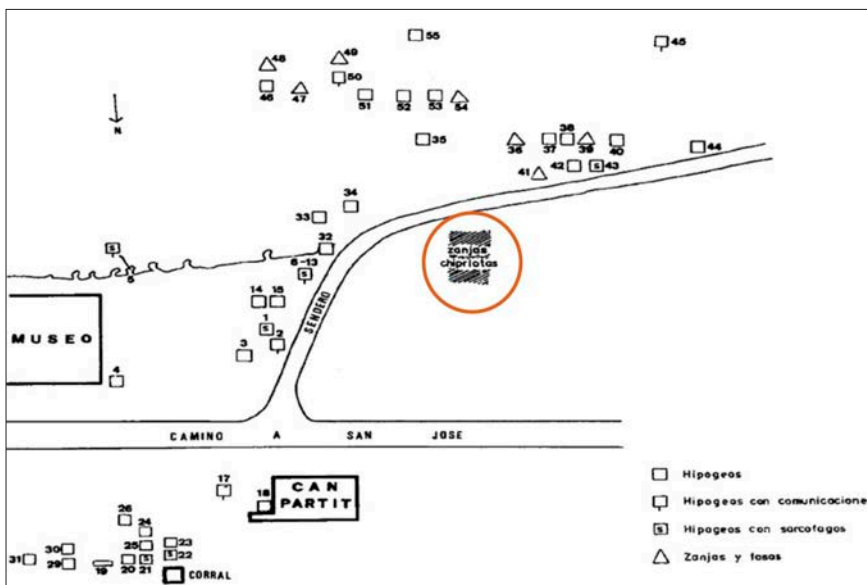 55
45
48
49
50
46
47
51
52
53
54
N
35
36
37
38
39
40
44
41
42
43
34
33
32
zanjas
chipriotas
S
5
S
6-13
S
14
15
1
S
2
3
SENDERO
MUSEO
4
CAMINO A SAN JOSE
17
18
CAN
PARTIT
26
24
30
25
23
31
29
19
20
21
S
22
S
CORRAL
Hipogeos
Hipogeos con comunicacione
S Hipogeos con sarcofagos
Zanjas y fosas